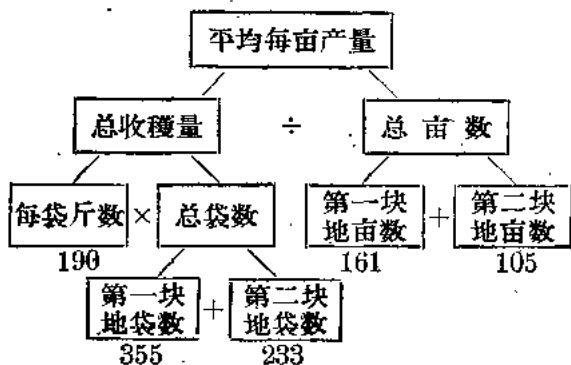 平均每亩产量
总收穫量 ÷ 总亩数
每袋斤数 × 总袋数 第一块地亩数 + 第二块地亩数
190 161 105
第一块地袋数 + 第二块地袋数
355 233